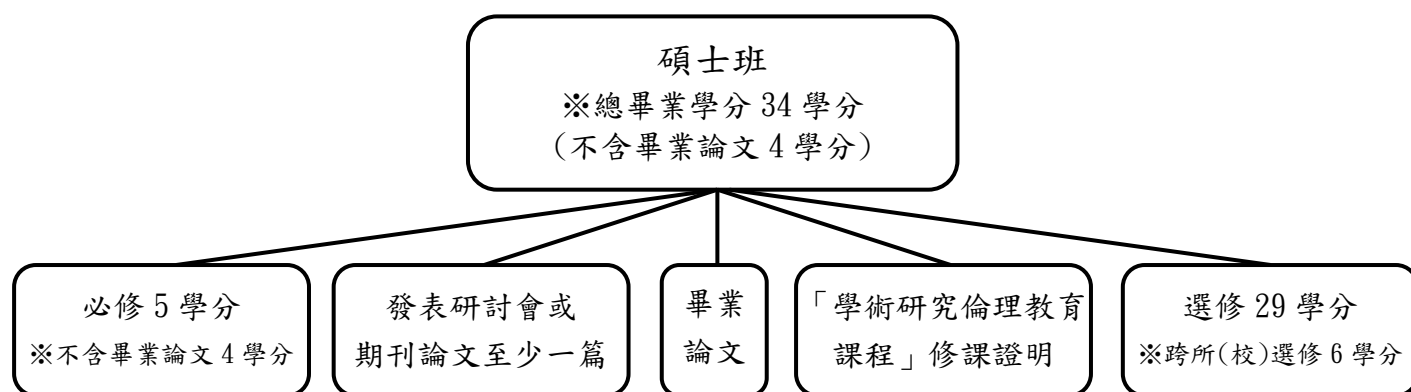 碩士班
※總畢業學分 34 學分
(不含畢業論文 4 學分)
必修 5 學分
※不含畢業論文 4 學分
發表研討會或
期刊論文至少一篇
畢業
論文
「學術研究倫理教育
課程」修課證明
選修 29 學分
※跨所(校)選修 6 學分